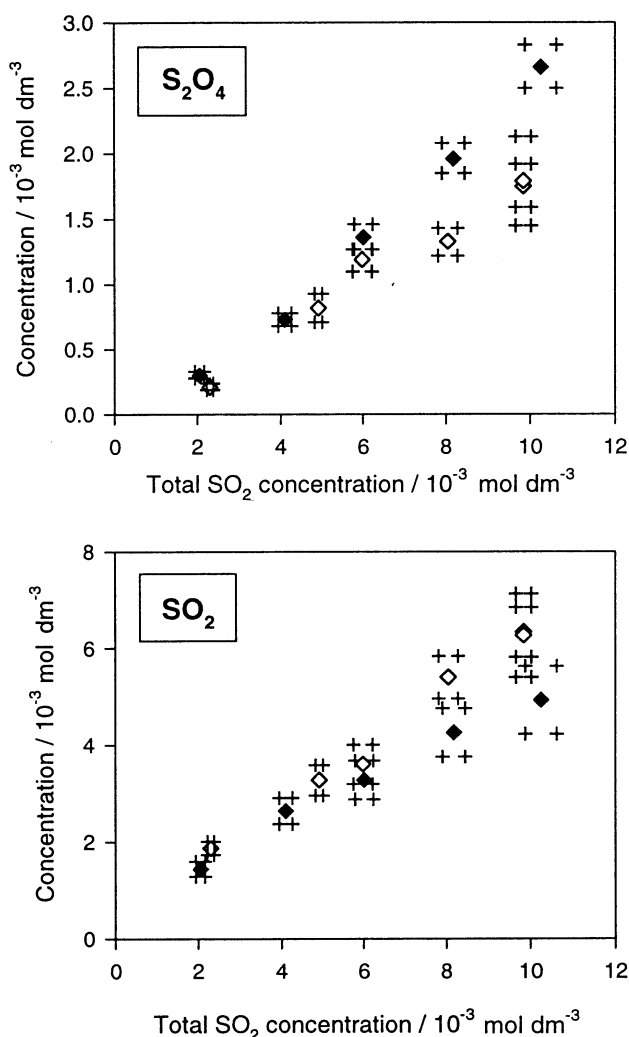 3.0
S₂O₄
2.5
2.0
1.5
1.0
0.5
0.0
Concentration / 10⁻³ mol dm⁻³
0 2 4 6 8 10 12
Total SO₂ concentration / 10⁻³ mol dm⁻³
8
SO₂
6
4
2
0
Concentration / 10⁻³ mol dm⁻³
0 2 4 6 8 10 12
Total SO₂ concentration / 10⁻³ mol dm⁻³